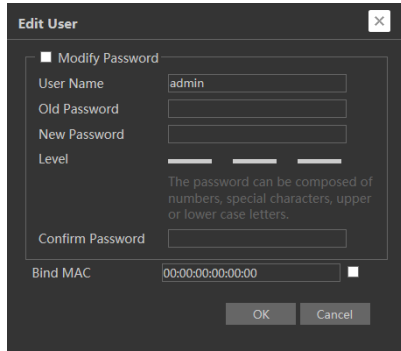 Edit User
Modify Password
User Name admin
Old Password
New Password
Level
The password can be composed of
numbers, special characters, upper
or lower case letters.
Confirm Password
Bind MAC 00:00:00:00:00:00
OK Cancel